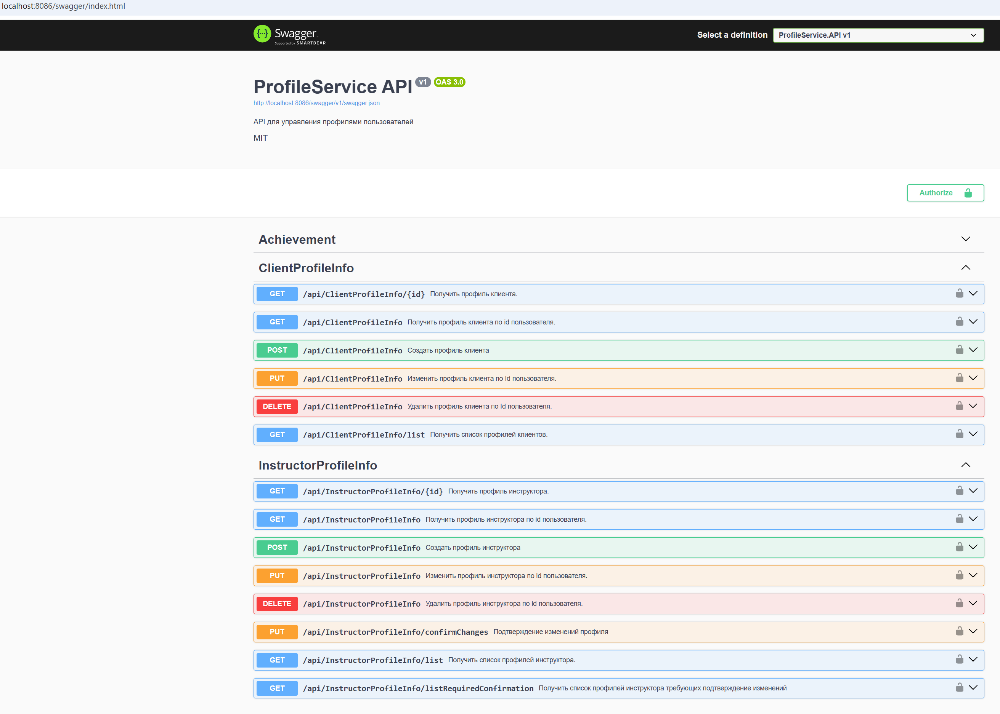 localhost:8086/swagger/index.html
Swagger
Supported by SMARTBEAR
Select a definition ProfileService.API v1
ProfileService API v1 OAS 3.0
http://localhost:8086/swagger/v1/swagger.json
API для управления профилями пользователей
MIT
Authorize
Achievement
ClientProfileInfo
GET /api/ClientProfileInfo/{id} Получить профиль клиента.
GET /api/ClientProfileInfo Получить профиль клиента по id пользователя.
POST /api/ClientProfileInfo Создать профиль клиента
PUT /api/ClientProfileInfo Изменить профиль клиента по Id пользователя.
DELETE /api/ClientProfileInfo Удалить профиль клиента по Id пользователя.
GET /api/ClientProfileInfo/list Получить список профилей клиентов.
InstructorProfileInfo
GET /api/InstructorProfileInfo/{id} Получить профиль инструктора.
GET /api/InstructorProfileInfo Получить профиль инструктора по id пользователя.
POST /api/InstructorProfileInfo Создать профиль инструктора
PUT /api/InstructorProfileInfo Изменить профиль инструктора по id пользователя.
DELETE /api/InstructorProfileInfo Удалить профиль инструктора по id пользователя.
PUT /api/InstructorProfileInfo/confirmChanges Подтверждение изменений профиля
GET /api/InstructorProfileInfo/list Получить список профилей инструктора.
GET /api/InstructorProfileInfo/listRequiredConfirmation Получить список профилей инструктора требующих подтверждение изменений